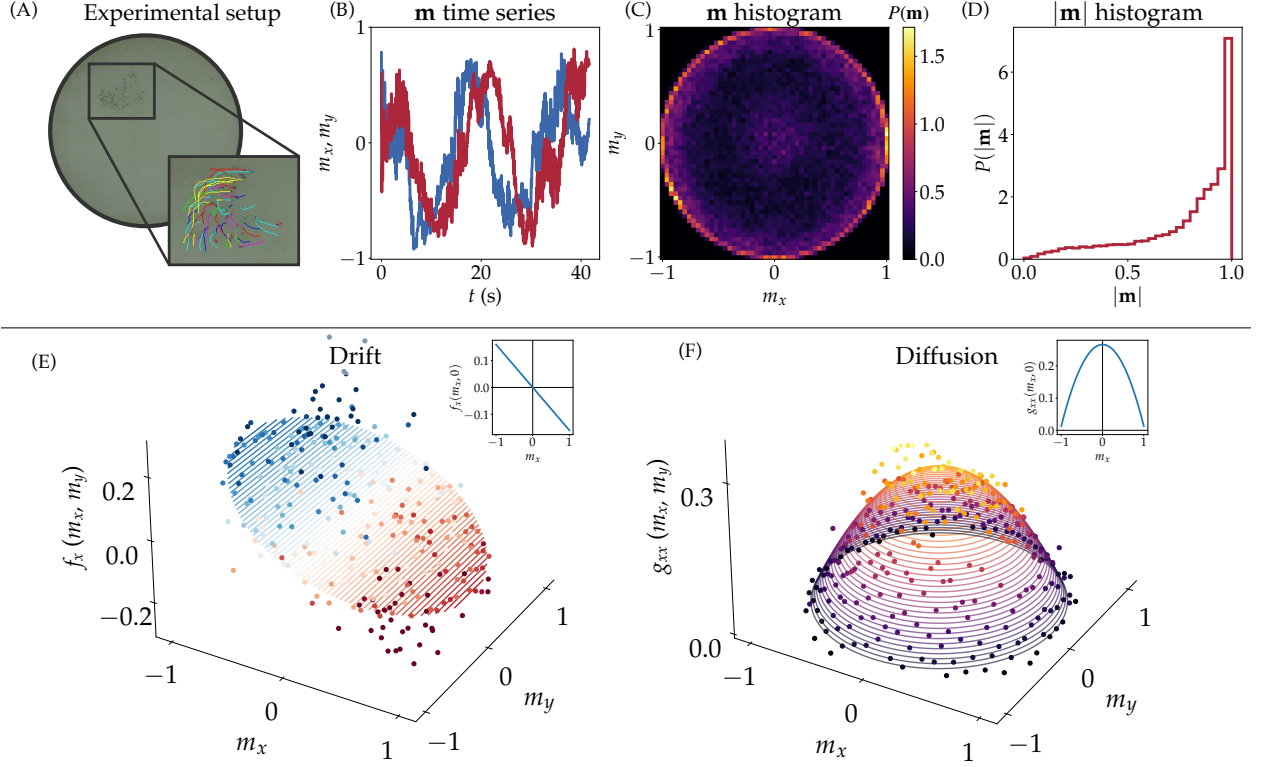 (A)
Experimental setup
(B)
m time series
m_x, m_y
1
0
−1
0
20
40
t (s)
(C)
m histogram
P(m)
m_y
1
0
−1
−1
0
1
m_x
1.5
1.0
0.5
0.0
(D)
|m| histogram
P(|m|)
6
4
2
0
0.0
0.5
1.0
|m|
(E)
Drift
f_x(m_x, 0)
0.1
0.0
−0.1
−1
0
1
m_x
f_x (m_x, m_y)
0.2
0.0
−0.2
−1
0
1
m_x
−1
0
1
m_y
(F)
Diffusion
g_xx(m_x, 0)
0.2
0.1
0.0
−1
0
1
m_x
g_xx (m_x, m_y)
0.3
0.0
−1
0
1
m_x
−1
0
1
m_y